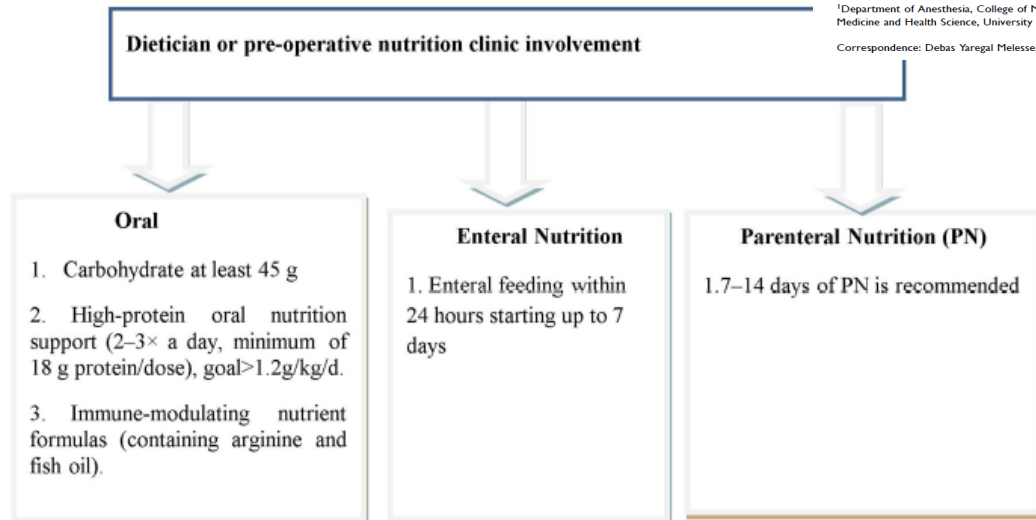 ¹Department of Anesthesia, College of
Medicine and Health Science, University
Correspondence: Debas Yaregal Melesse
Dietician or pre-operative nutrition clinic involvement
Oral
1. Carbohydrate at least 45 g
2. High-protein oral nutrition
support (2–3× a day, minimum of
18 g protein/dose), goal>1.2g/kg/d.
3. Immune-modulating nutrient
formulas (containing arginine and
fish oil).
Enteral Nutrition
1. Enteral feeding within
24 hours starting up to 7
days
Parenteral Nutrition (PN)
1.7–14 days of PN is recommended